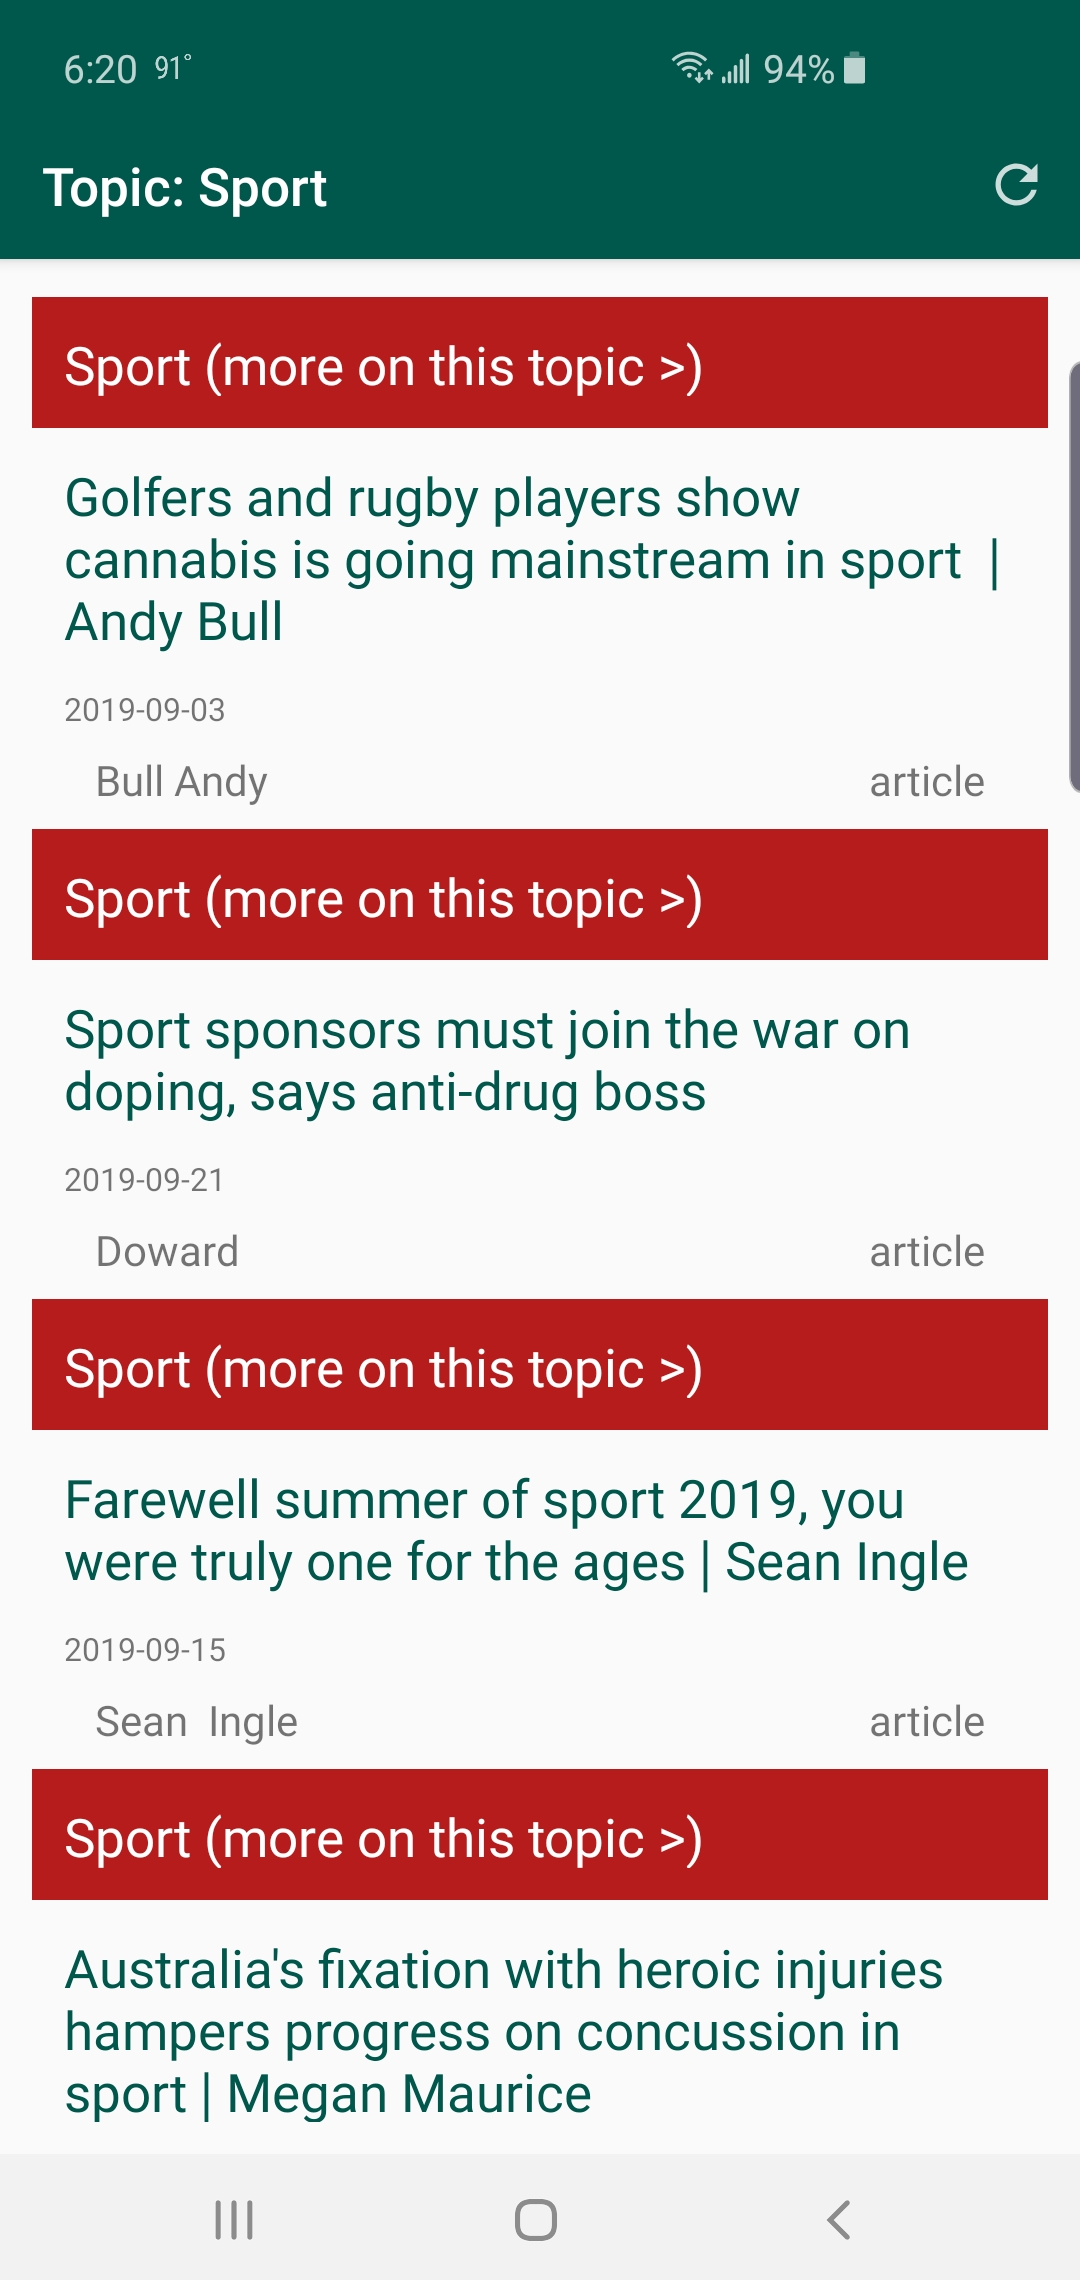 6:20 91° 94%
Topic: Sport
Sport (more on this topic >)
Golfers and rugby players show
cannabis is going mainstream in sport |
Andy Bull
2019-09-03
Bull Andy article
Sport (more on this topic >)
Sport sponsors must join the war on
doping, says anti-drug boss
2019-09-21
Doward article
Sport (more on this topic >)
Farewell summer of sport 2019, you
were truly one for the ages | Sean Ingle
2019-09-15
Sean  Ingle article
Sport (more on this topic >)
Australia's fixation with heroic injuries
hampers progress on concussion in
sport | Megan Maurice